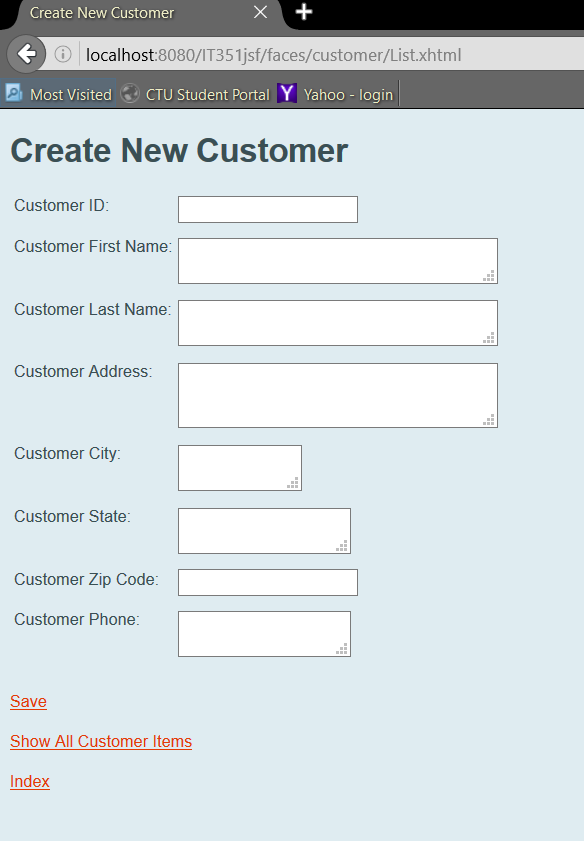 Create New Customer
localhost:8080/IT351jsf/faces/customer/List.xhtml
Most Visited CTU Student Portal Y Yahoo - login
Create New Customer
Customer ID:
Customer First Name:
Customer Last Name:
Customer Address:
Customer City:
Customer State:
Customer Zip Code:
Customer Phone:
Save
Show All Customer Items
Index